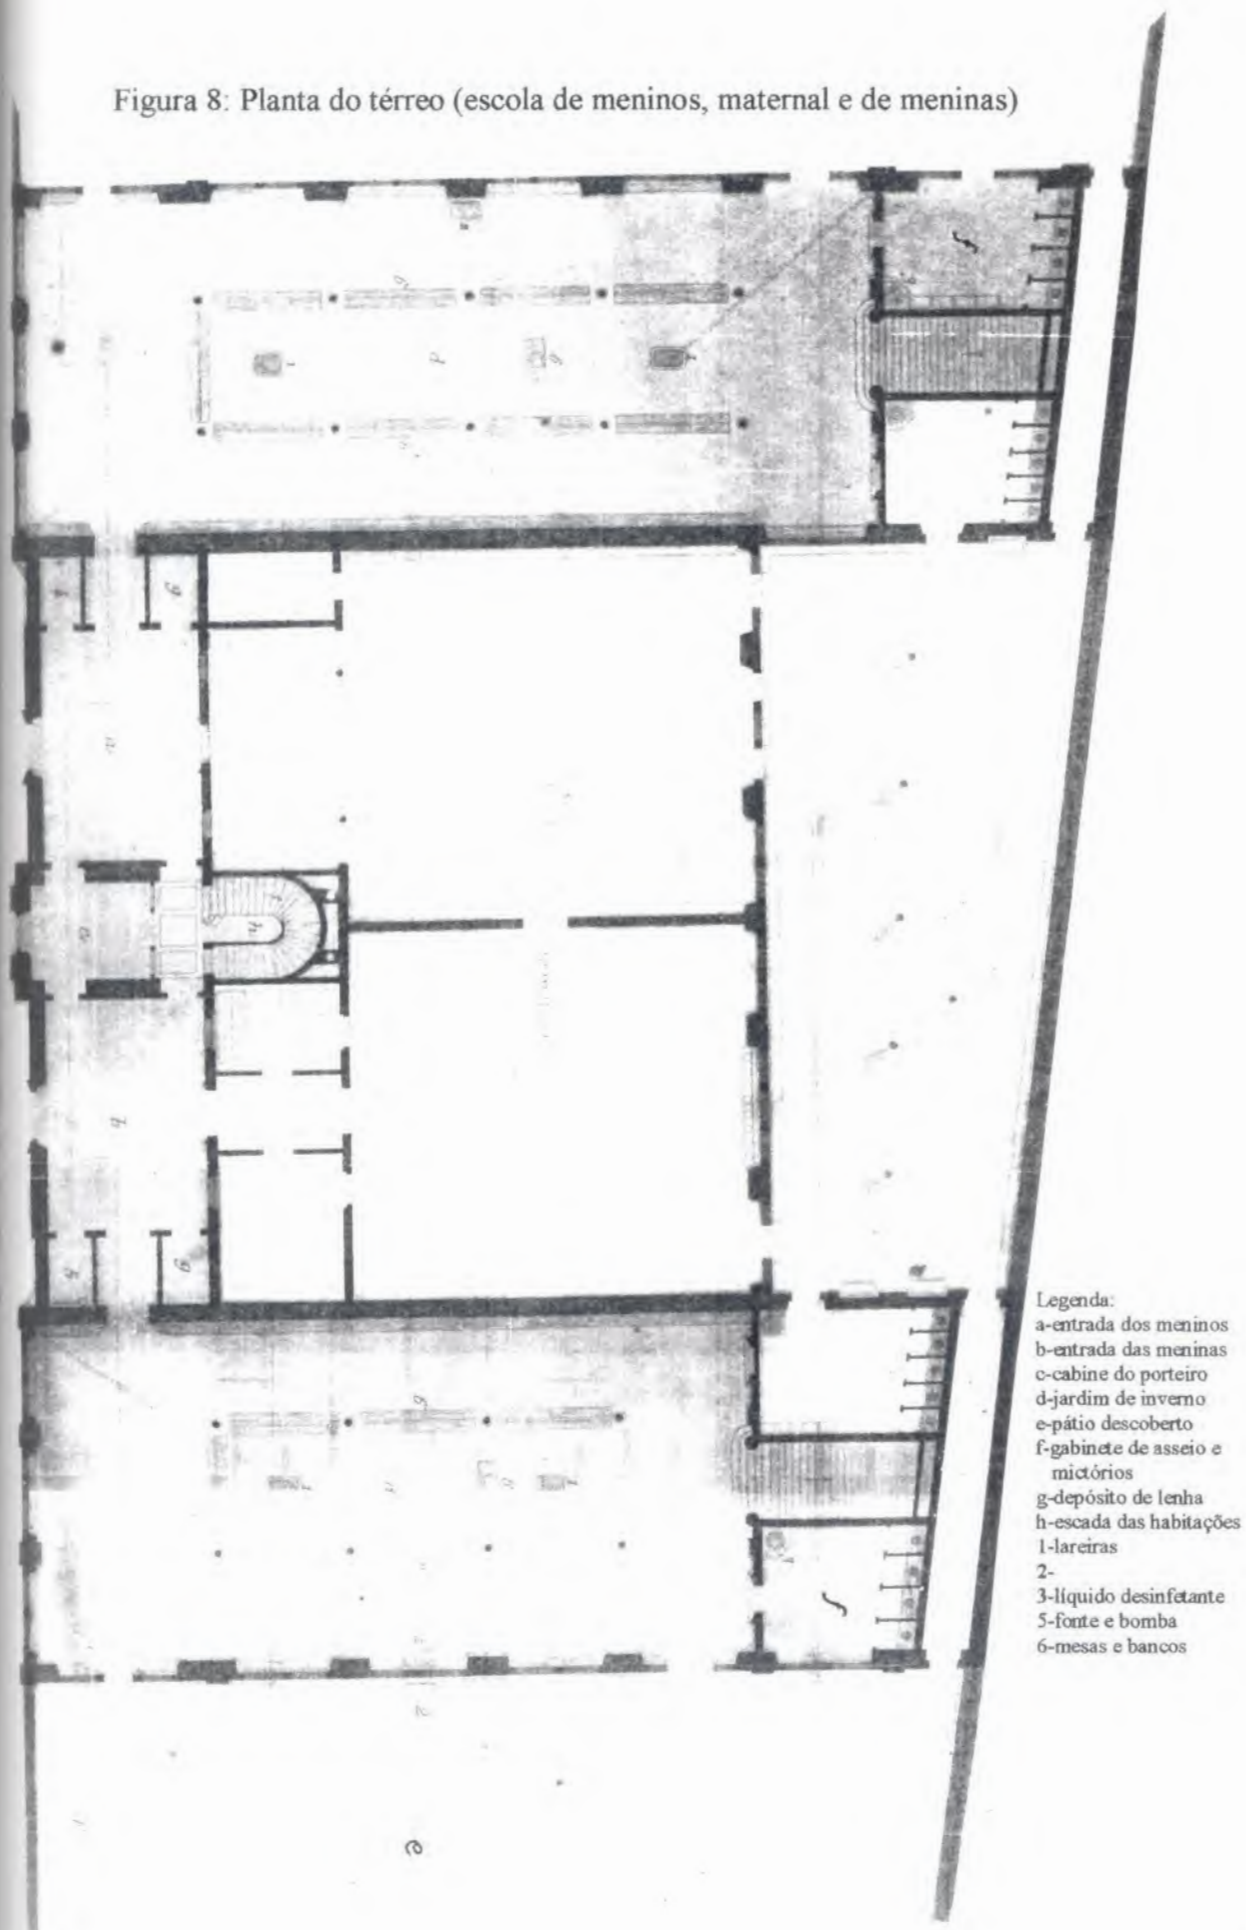 Figura 8: Planta do térreo (escola de meninos, maternal e de meninas)
f
g
h
b
g
f
e
Legenda:
a-entrada dos meninos
b-entrada das meninas
c-cabine do porteiro
d-jardim de inverno
e-pátio descoberto
f-gabinete de asseio e
mictórios
g-depósito de lenha
h-escada das habitações
1-lareiras
2-
3-líquido desinfetante
5-fonte e bomba
6-mesas e bancos